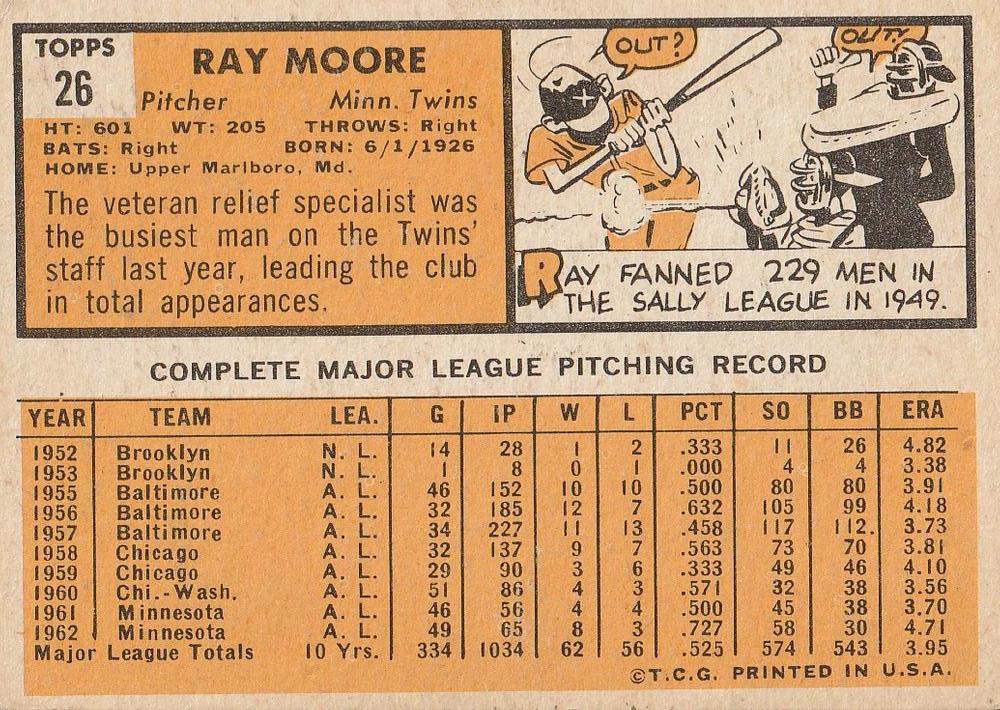 TOPPS
26
RAY MOORE
Pitcher Minn. Twins
HT: 601 WT: 205 THROWS: Right
BATS: Right BORN: 6/1/1926
HOME: Upper Marlboro, Md.
The veteran relief specialist was
the busiest man on the Twins'
staff last year, leading the club
in total appearances.
OUT?
OUT!
RAY FANNED 229 MEN IN
THE SALLY LEAGUE IN 1949.
COMPLETE MAJOR LEAGUE PITCHING RECORD
YEAR TEAM LEA. G IP W L PCT SO BB ERA
1952 Brooklyn N. L. 14 28 1 2 .333 11 26 4.82
1953 Brooklyn N. L. 1 8 0 1 .000 4 4 3.38
1955 Baltimore A. L. 46 152 10 10 .500 80 80 3.91
1956 Baltimore A. L. 32 185 12 7 .632 105 99 4.18
1957 Baltimore A. L. 34 227 11 13 .458 117 112. 3.73
1958 Chicago A. L. 32 137 9 7 .563 73 70 3.81
1959 Chicago A. L. 29 90 3 6 .333 49 46 4.10
1960 Chi.-Wash. A. L. 51 86 4 3 .571 32 38 3.56
1961 Minnesota A. L. 46 56 4 4 .500 45 38 3.70
1962 Minnesota A. L. 49 65 8 3 .727 58 30 4.71
Major League Totals 10 Yrs. 334 1034 62 56 .525 574 543 3.95
©T.C.G. PRINTED IN U.S.A.